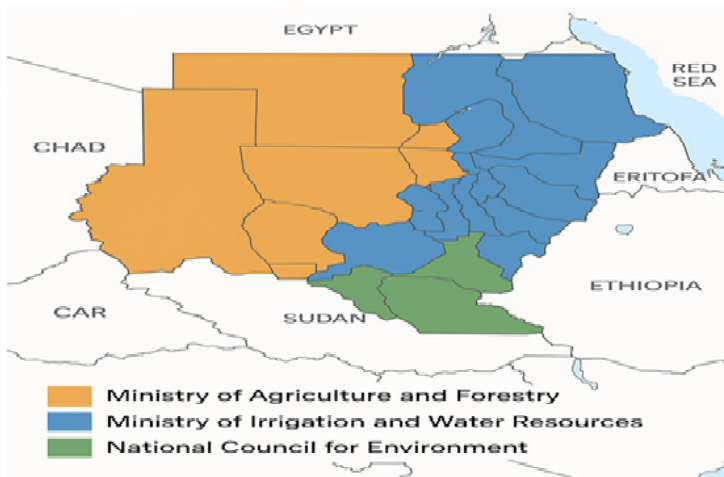 EGYPT
RED
SEA
CHAD
ERITOFA
ETHIOPIA
CAR
SUDAN
Ministry of Agriculture and Forestry
Ministry of Irrigation and Water Resources
National Council for Environment